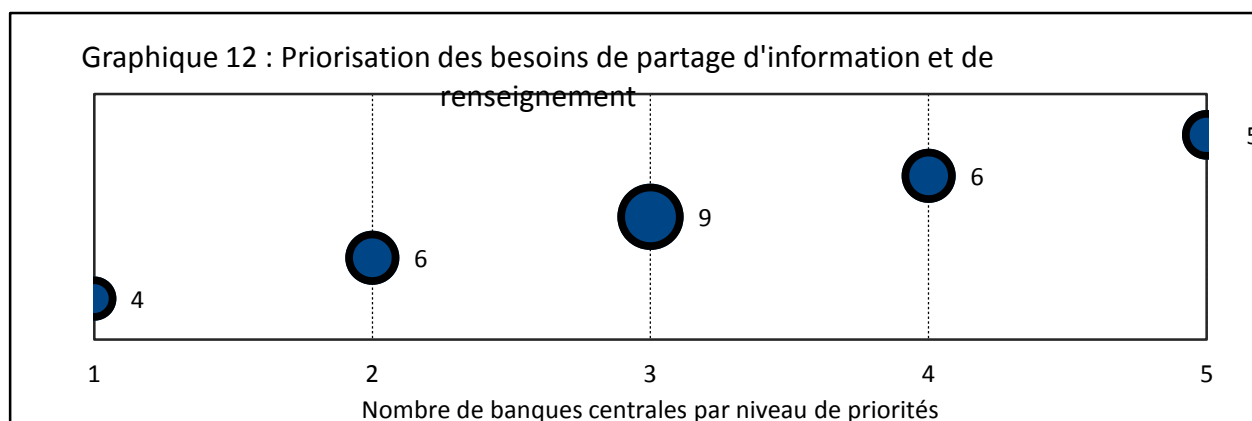 Graphique 12 : Priorisation des besoins de partage d'information et de
renseignement
5
6
9
6
4
1 2 3 4 5
Nombre de banques centrales par niveau de priorités